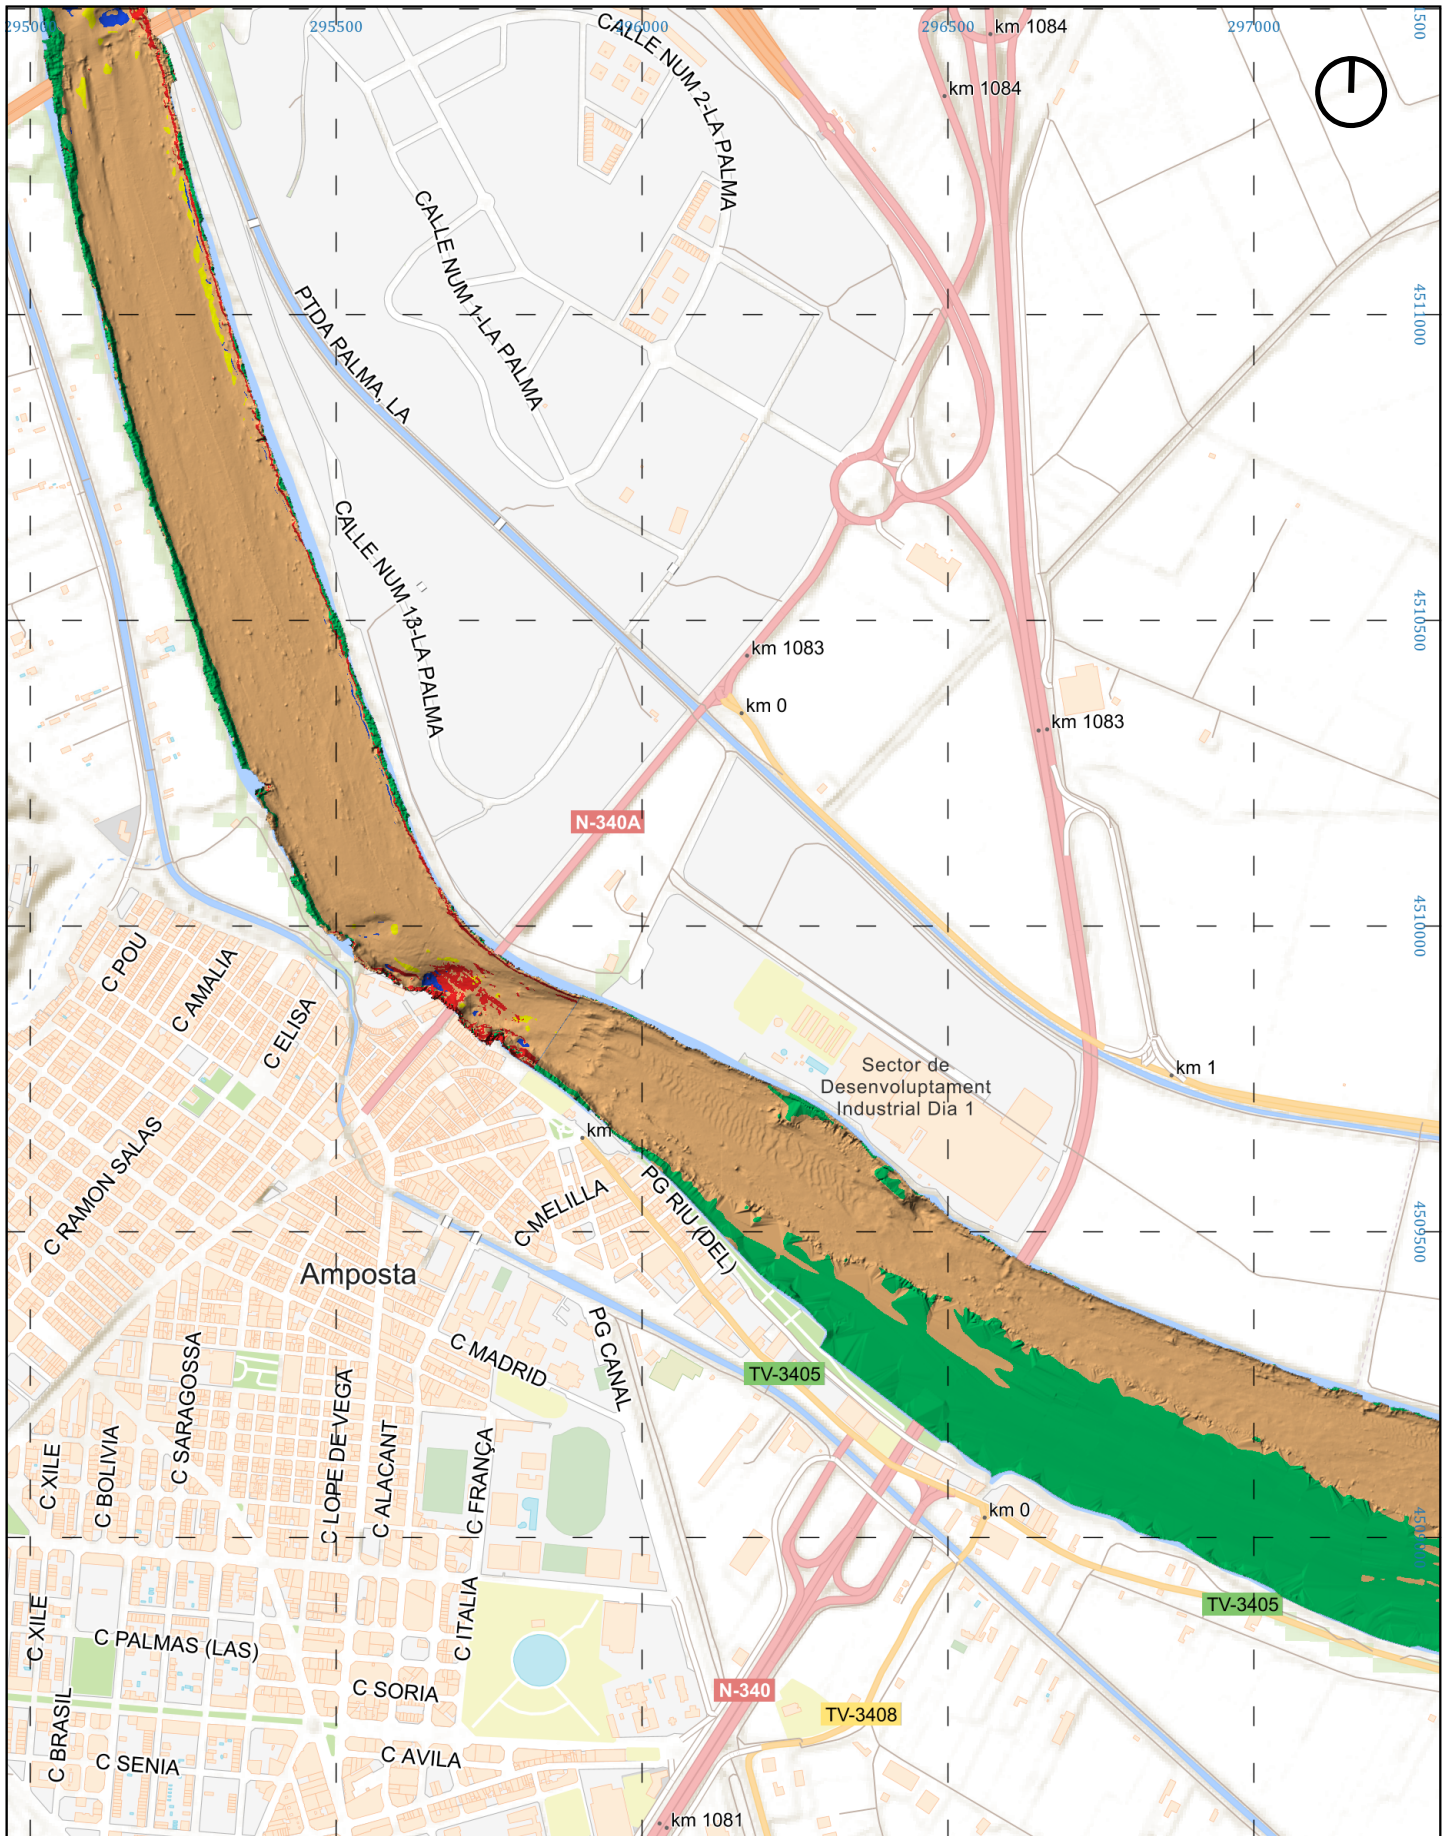 295000
295500
296000
296500
297000
1500
km 1084
km 1084
CALLE NUM 2-LA PALMA
CALLE NUM 1-LA PALMA
PTDA PALMA, LA
4511000
CALLE NUM 13-LA PALMA
4510500
km 1083
km 0
km 1083
N-340A
4510000
C POU
C AMALIA
C ELISA
Sector de
Desenvoluptament
Industrial Dia 1
km 1
km
C RAMON SALAS
PG RIU (DEL)
C MELILLA
4509500
Amposta
PG CANAL
C MADRID
TV-3405
C SARAGOSSA
C LOPE DE VEGA
C ALACANT
C FRANÇA
C XILE
C BOLIVIA
km 0
C XILE
C ITALIA
TV-3405
C PALMAS (LAS)
C SORIA
N-340
TV-3408
C BRASIL
C SENIA
C AVILA
km 1081